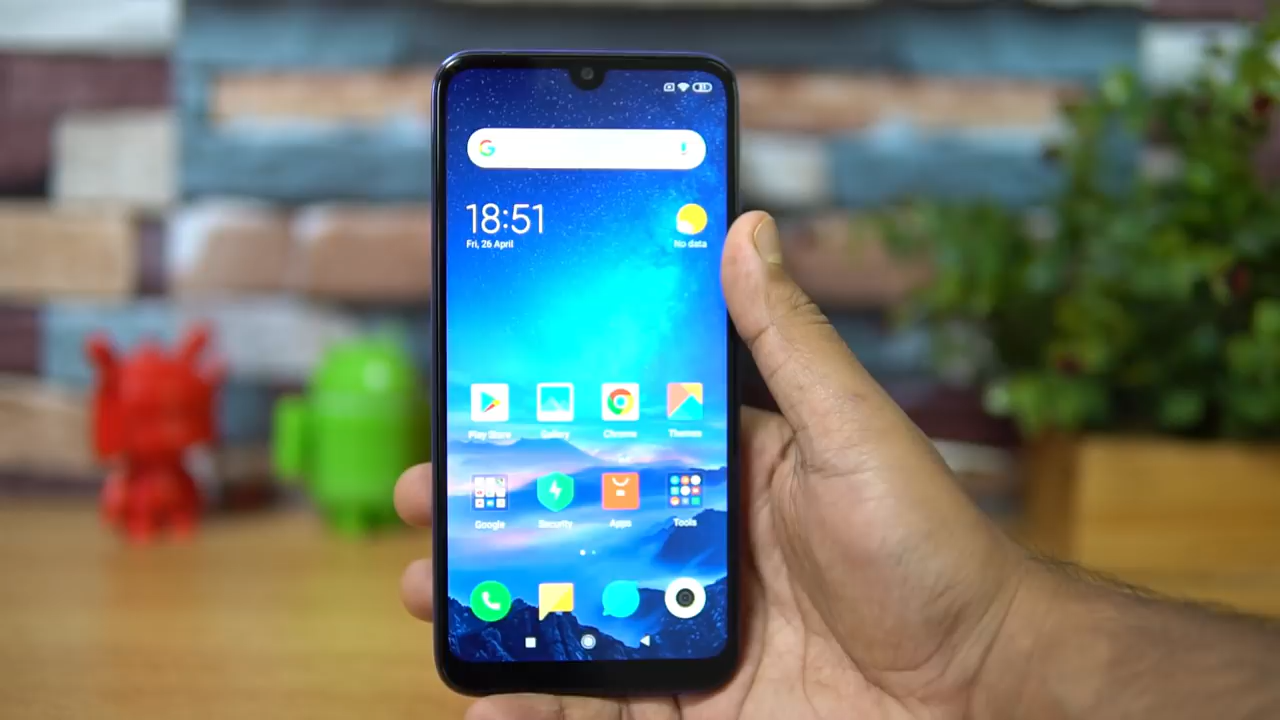 18:51
Fri, 26 April
No data
Play Store
Gallery
Chrome
Themes
Google
Security
Apps
Tools